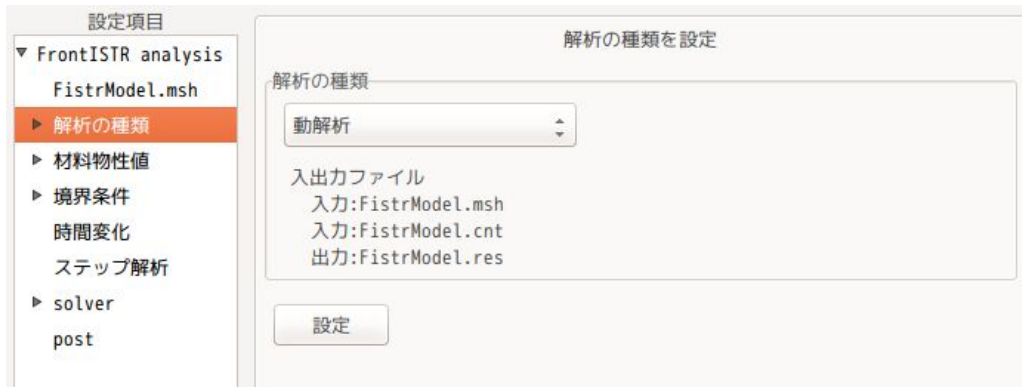 設定項目
FrontISTR analysis
FistrModel.msh
解析の種類
材料物性値
境界条件
時間変化
ステップ解析
solver
post
解析の種類を設定
解析の種類
動解析
入出力ファイル
入力:FistrModel.msh
入力:FistrModel.cnt
出力:FistrModel.res
設定